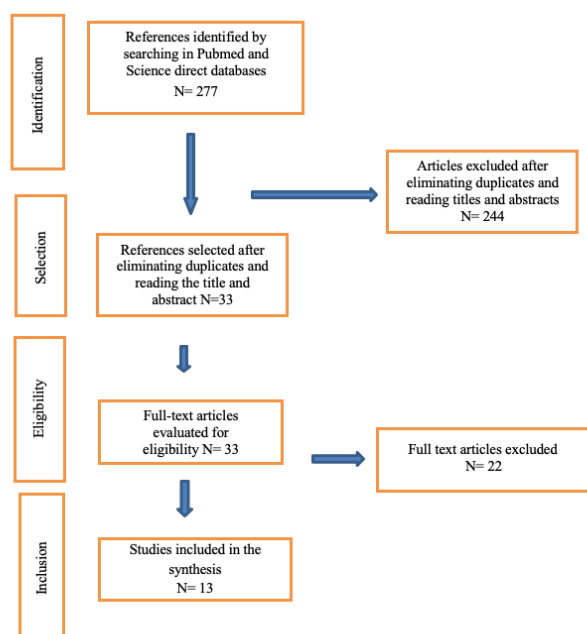 Identification
References identified by
searching in Pubmed and
Science direct databases
N= 277
Articles excluded after
eliminating duplicates and
reading titles and abstracts
N= 244
Selection
References selected after
eliminating duplicates and
reading the title and
abstract N=33
Eligibility
Full-text articles
evaluated for
eligibility N= 33
Full text articles excluded
N= 22
Inclusion
Studies included in the
synthesis
N= 13